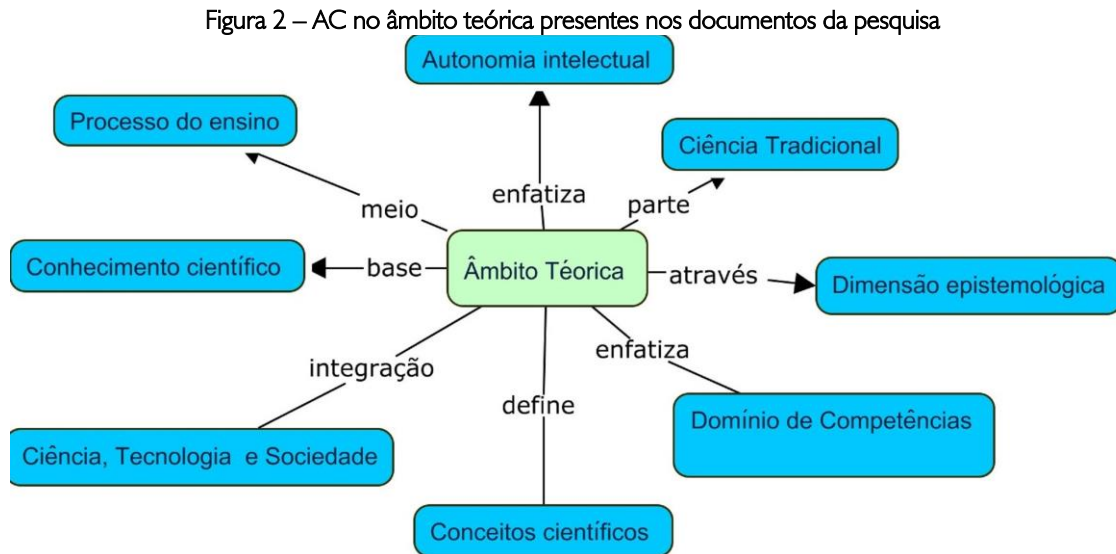 Figura 2 – AC no âmbito teórica presentes nos documentos da pesquisa
Autonomia intelectual
Processo do ensino
Ciência Tradicional
enfatiza
meio
parte
Conhecimento científico
base
Âmbito Téorica
através
Dimensão epistemológica
integração
enfatiza
define
Domínio de Competências
Ciência, Tecnologia e Sociedade
Conceitos científicos